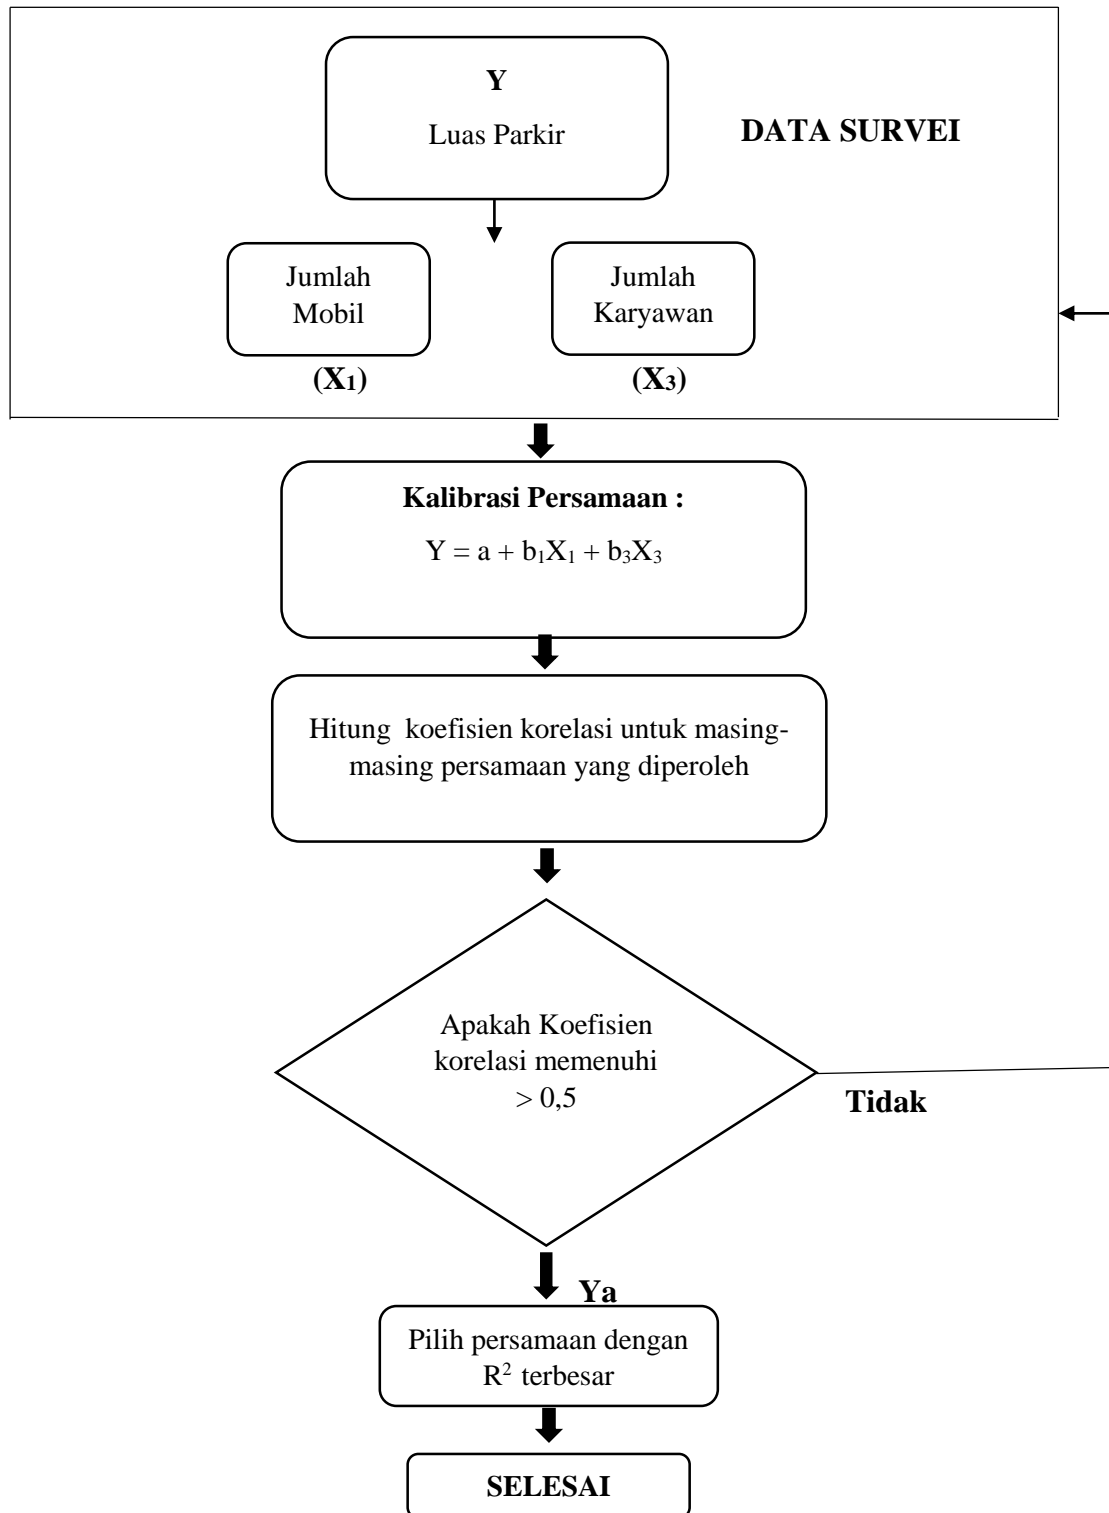 Y
Luas Parkir
DATA SURVEI
Jumlah
Mobil
(X₁)
Jumlah
Karyawan
(X₃)
Kalibrasi Persamaan :
Y = a + b₁X₁ + b₃X₃
Hitung koefisien korelasi untuk masing-
masing persamaan yang diperoleh
Apakah Koefisien
korelasi memenuhi
> 0,5
Tidak
Ya
Pilih persamaan dengan
R² terbesar
SELESAI